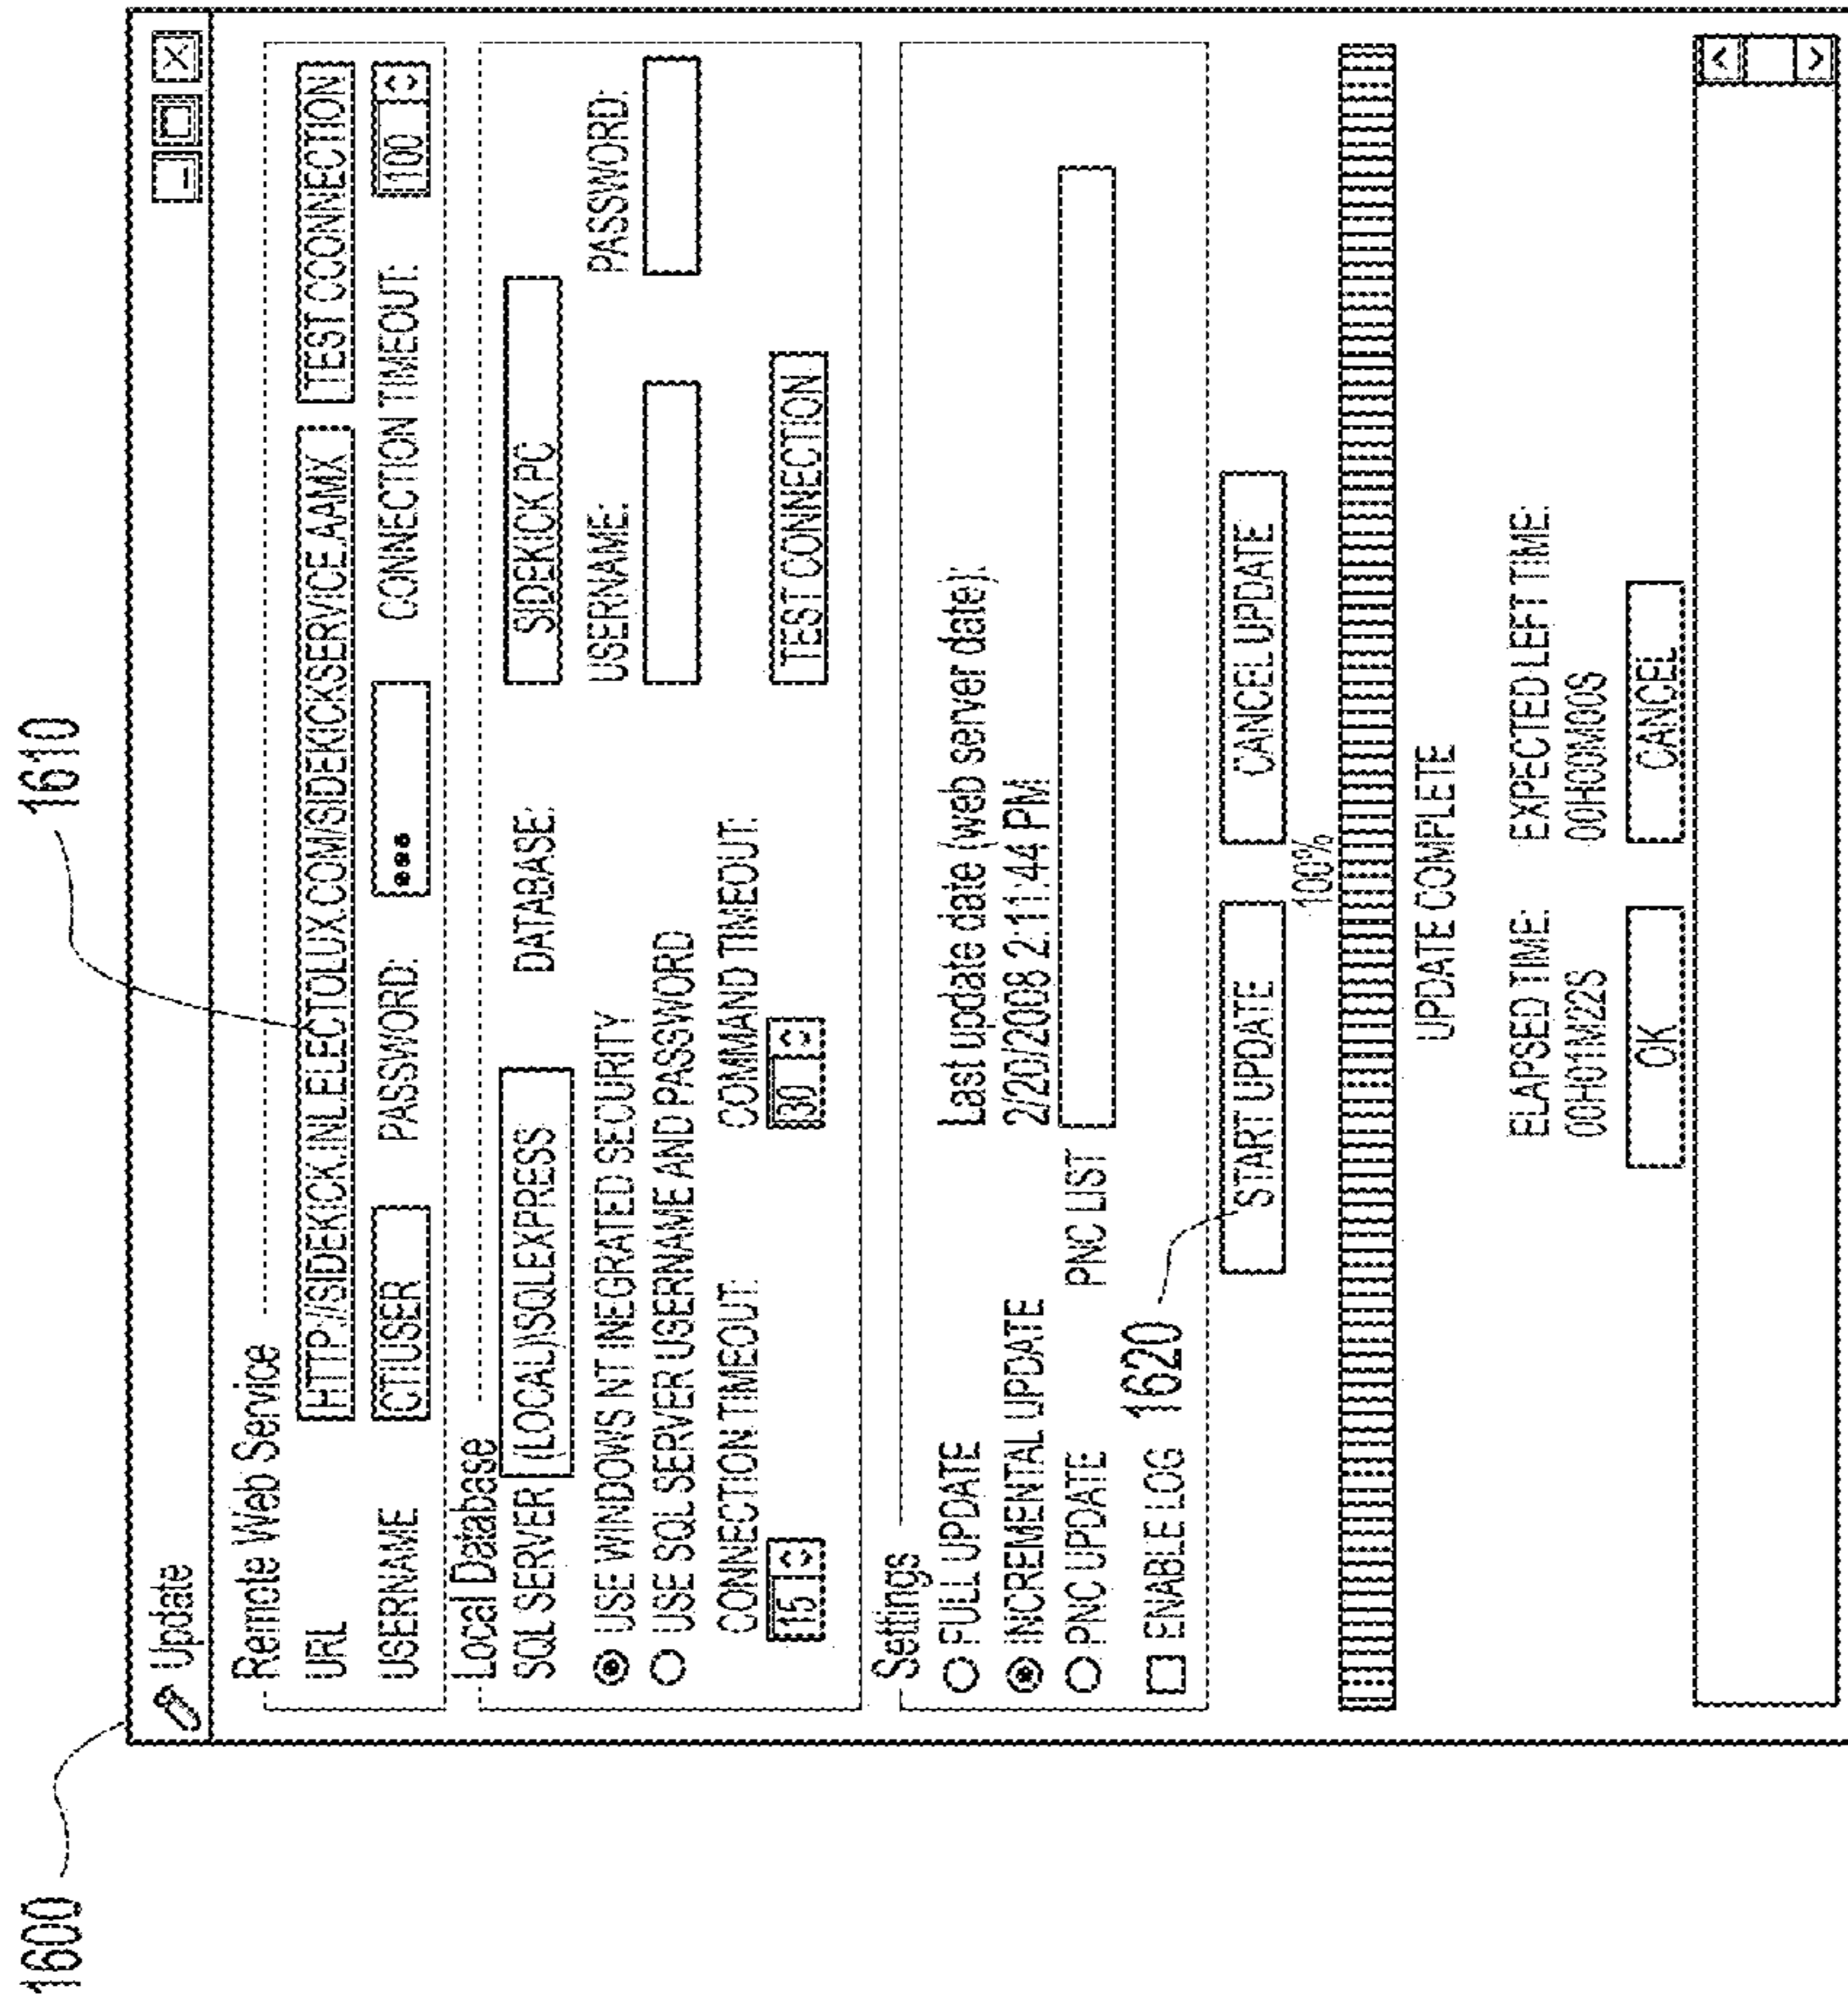 1600
1610
Update
Remote Web Service
URL HTTP://SIDEKICK.INL.ELECTOLUX.COM/SIDEKICKSERVICE.AAMX TEST CCONNECTION
USERNAME CTIUSER PASSWORD: *** CONNECTION TIMEOUT: 100
Local Database
SQL SERVER (LOCAL)\SQLEXPRESS DATABASE: SIDEKICK PC
USE WINDOWS NT INEGRATED SECURITY USERNAME: PASSWORD:
USE SQL SERVER USERNAME AND PASSWORD
CONNECTION TIMEOUT: COMMAND TIMEOUT:
15 30 TEST CONNECTION
Settings
FULL UPDATE Last update date (web server date):
INCREMENTAL UPDATE 2/20/2008 2:11:44 PM
PNC UPDATE PNC LIST
ENABLE LOG 1620
START UPDATE CANCEL UPDATE
100%
UPDATE COMPLETE
ELAPSED TIME: EXPECTED LEFT TIME:
00H01M22S 00H00M00S
OK CANCEL